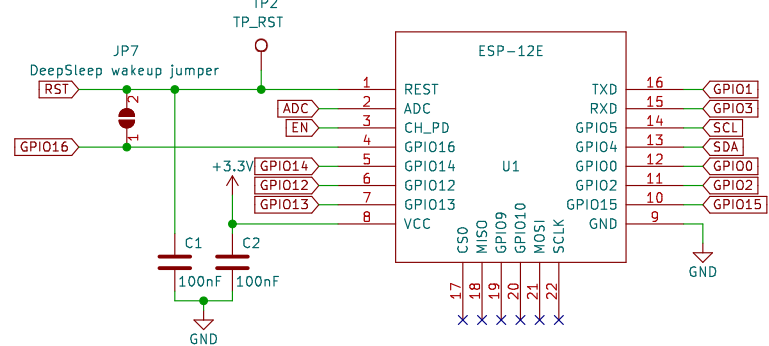 TP2
TP_RST
JP7
DeepSleep wakeup jumper
RST
2
1
GPIO16
ADC
EN
+3.3V
GPIO14
GPIO12
GPIO13
C1
100nF
C2
100nF
GND
ESP-12E
U1
1 REST
2 ADC
3 CH_PD
4 GPIO16
5 GPIO14
6 GPIO12
7 GPIO13
8 VCC
CS0 17
MISO 18
GPIO9 19
GPIO10 20
MOSI 21
SCLK 22
TXD 16 GPIO1
RXD 15 GPIO3
GPIO5 14 SCL
GPIO4 13 SDA
GPIO0 12 GPIO0
GPIO2 11 GPIO2
GPIO15 10 GPIO15
GND 9
GND